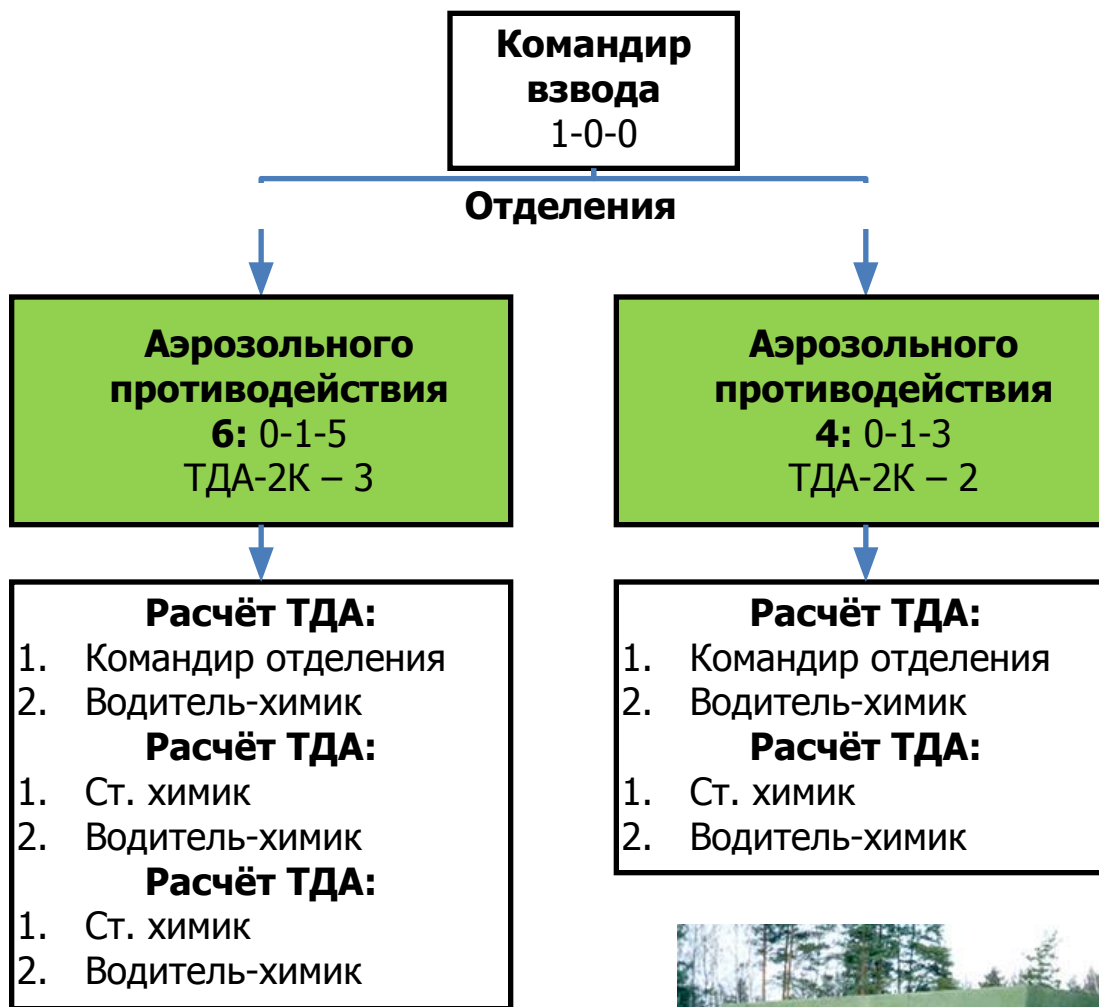 Командир
взвода
1-0-0
Отделения
Аэрозольного
противодействия
6: 0-1-5
ТДА-2К – 3
Аэрозольного
противодействия
4: 0-1-3
ТДА-2К – 2
Расчёт ТДА:
1. Командир отделения
2. Водитель-химик
Расчёт ТДА:
1. Ст. химик
2. Водитель-химик
Расчёт ТДА:
1. Ст. химик
2. Водитель-химик
Расчёт ТДА:
1. Командир отделения
2. Водитель-химик
Расчёт ТДА:
1. Ст. химик
2. Водитель-химик